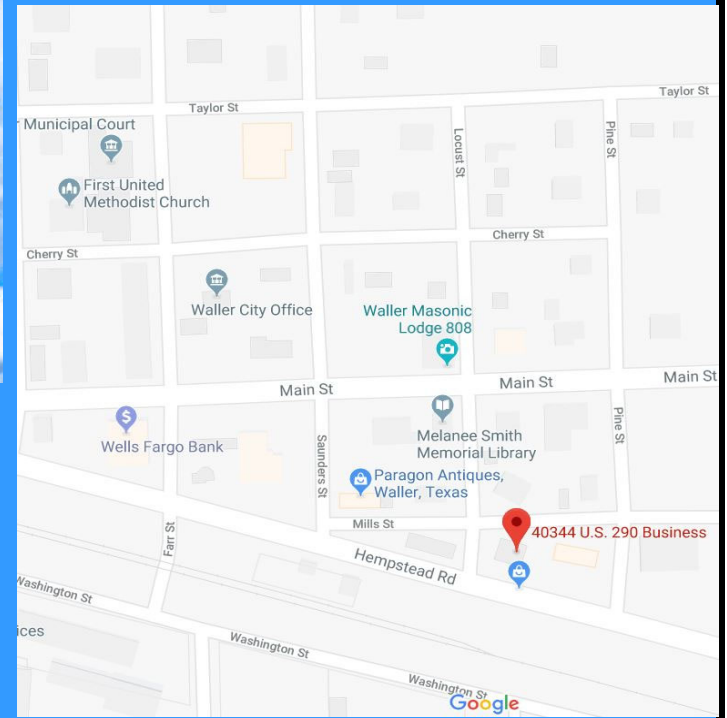 Taylor St
Taylor St
r Municipal Court
Locust St
Pine St
First United
Methodist Church
Cherry St
Cherry St
Waller City Office
Waller Masonic
Lodge 808
Main St
Main St
Main St
Wells Fargo Bank
Saunders St
Melanee Smith
Memorial Library
Pine St
Paragon Antiques,
Waller, Texas
Mills St
40344 U.S. 290 Business
Farr St
Hempstead Rd
Washington St
ices
Washington St
Washington St
Google